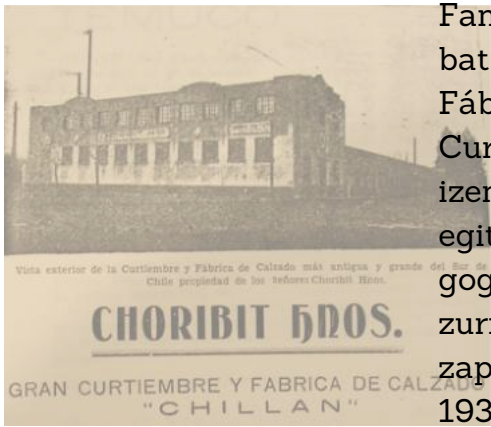 Fam
bat
Fáb
Cur
izen
egit
Vista exterior de la Curtiembre y Fábrica de Calzado más antigua y grande del Sur de
Chile propiedad de los Señores Choribit Hnos.
gog
CHORIBIT HNOS.
zur
GRAN CURTIEMBRE Y FABRICA DE CALZADO
zap
"CHILLAN"
193